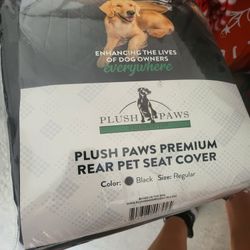 ENHANCING THE LIVES
OF DOG OWNERS
everywhere
PLUSH PAWS
PLUSH PAWS PREMIUM
REAR PET SEAT COVER
Color: Black Size: Regular